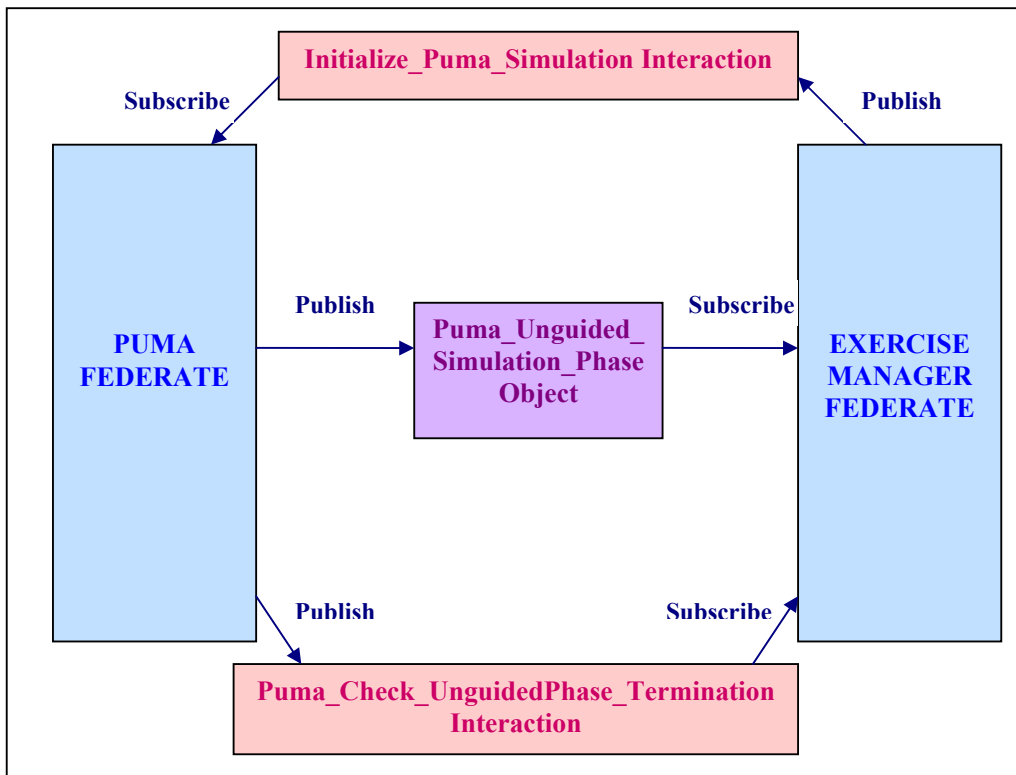 Initialize_Puma_Simulation Interaction
Subscribe
Publish
PUMA
FEDERATE
Publish
Puma_Unguided_
Simulation_Phase
Object
Subscribe
EXERCISE
MANAGER
FEDERATE
Publish
Subscribe
Puma_Check_UnguidedPhase_Termination
Interaction